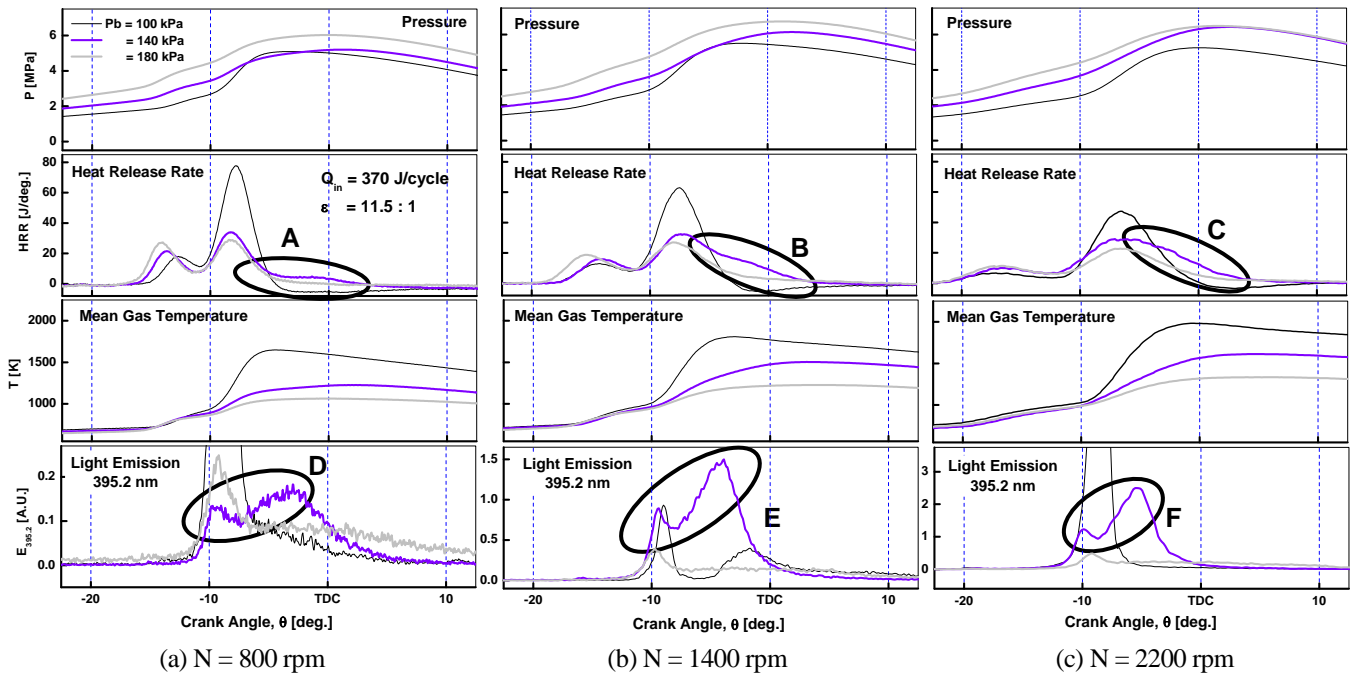 Pb = 100 kPa
= 140 kPa
= 180 kPa
Pressure
P [MPa]
6
4
2
0
Heat Release Rate
Q_in = 370 J/cycle
ε = 11.5 : 1
A
HRR [J/deg.]
80
60
40
20
0
Mean Gas Temperature
T [K]
2000
1500
1000
Light Emission
395.2 nm
D
E_395.2 [A.U.]
0.2
0.1
0.0
-20 -10 TDC 10
Crank Angle, θ [deg.]
(a) N = 800 rpm
Pressure
Heat Release Rate
B
Mean Gas Temperature
Light Emission
395.2 nm
E
1.5
1.0
0.5
0.0
-20 -10 TDC 10
Crank Angle, θ [deg.]
(b) N = 1400 rpm
Pressure
Heat Release Rate
C
Mean Gas Temperature
Light Emission
395.2 nm
F
3
2
1
0
-20 -10 TDC 10
Crank Angle, θ [deg.]
(c) N = 2200 rpm